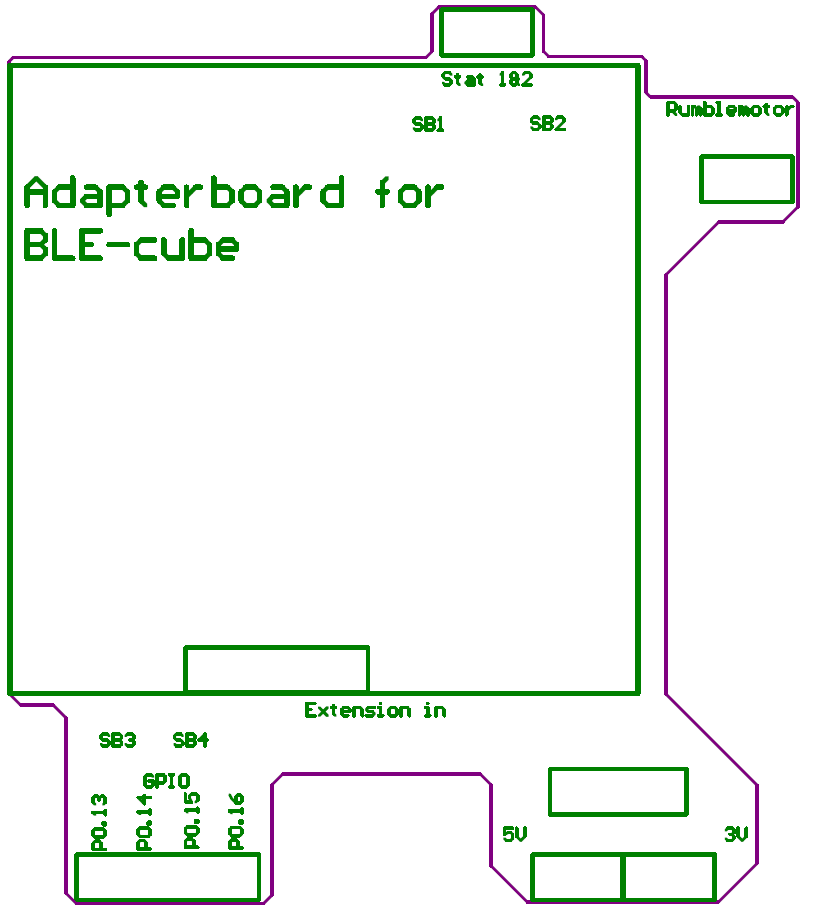 Stat 1&2
Rumblemotor
SB1
SB2
Adapterboard for
BLE-cube
Extension in
SB3
SB4
GPIO
P0.13
P0.14
P0.15
P0.16
5V
3V